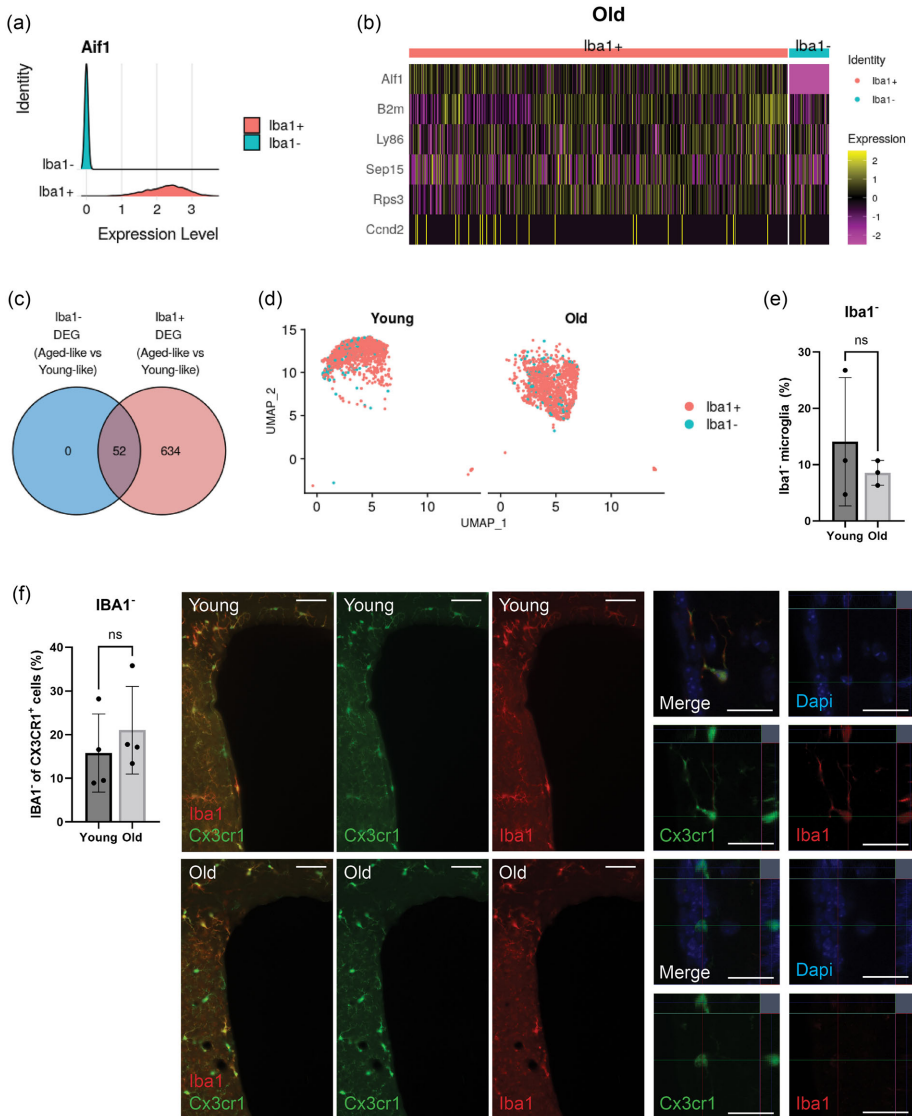 (a)
Aif1
Identity
Iba1-
Iba1+
0 1 2 3
Expression Level
Iba1+
Iba1-
(b)
Old
Iba1+ Iba1-
Aif1
B2m
Ly86
Sep15
Rps3
Ccnd2
Identity
Iba1+
Iba1-
Expression
2
1
0
-1
-2
(c)
Iba1-
DEG
(Aged-like vs
Young-like)
Iba1+
DEG
(Aged-like vs
Young-like)
0 52 634
(d)
Young Old
UMAP_2
15
10
5
0
0 5 10 0 5 10
UMAP_1
Iba1+
Iba1-
(e)
Iba1-
ns
Iba1- microglia (%)
30
20
10
0
Young Old
(f)
IBA1-
ns
IBA1- of CX3CR1+ cells (%)
40
30
20
10
0
Young Old
Young
Iba1
Cx3cr1
Young
Cx3cr1
Young
Iba1
Merge
Dapi
Cx3cr1
Iba1
Old
Iba1
Cx3cr1
Old
Cx3cr1
Old
Iba1
Merge
Dapi
Cx3cr1
Iba1